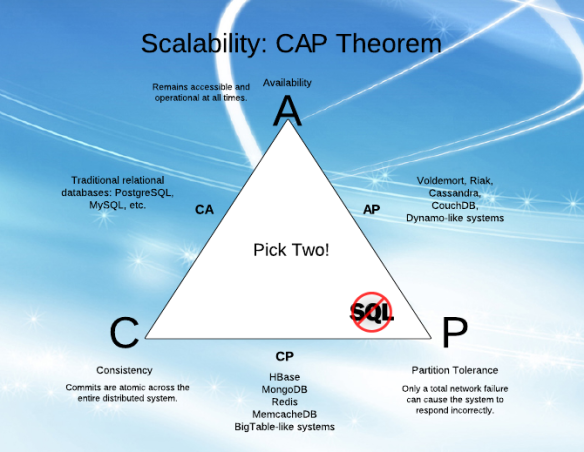 Scalability: CAP Theorem
Remains accessible and
operational at all times.
Availability
A
Traditional relational
databases: PostgreSQL,
MySQL, etc.
CA
AP
Voldemort, Riak,
Cassandra,
CouchDB,
Dynamo-like systems
Pick Two!
SQL
C
P
Consistency
Commits are atomic across the
entire distributed system.
CP
HBase
MongoDB
Redis
MemcacheDB
BigTable-like systems
Partition Tolerance
Only a total network failure
can cause the system to
respond incorrectly.